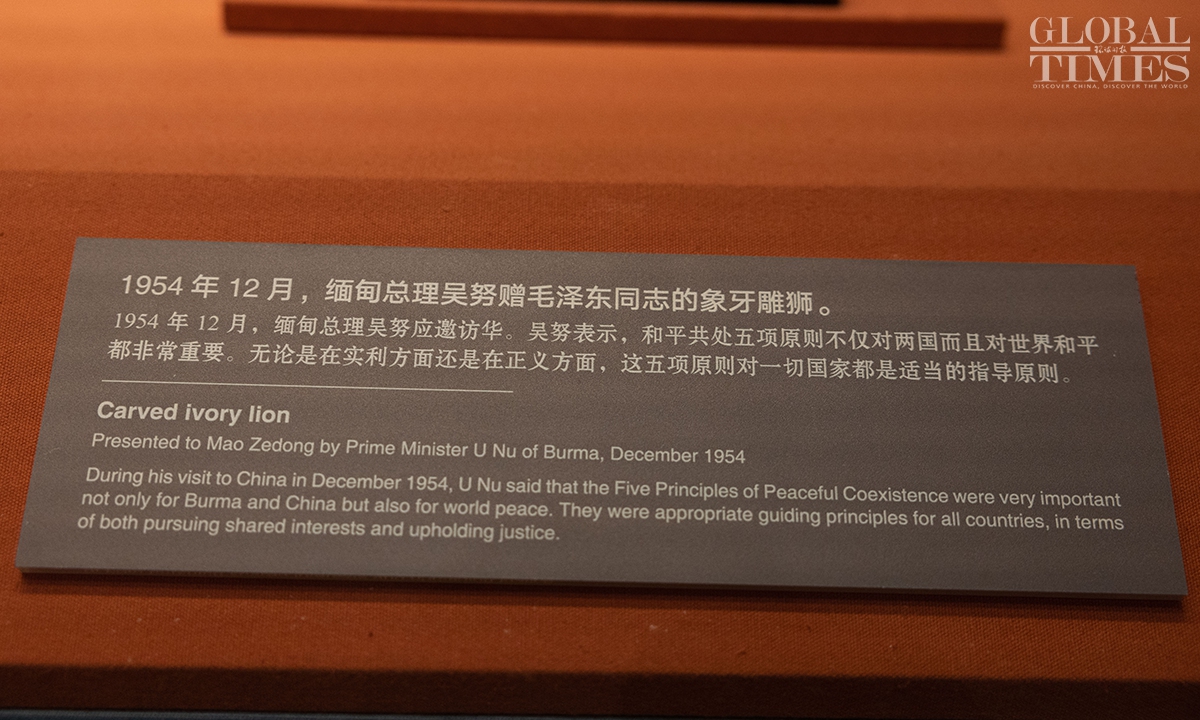 GLOBAL
环球时报
TIMES
DISCOVER CHINA, DISCOVER THE WORLD
1954 年 12 月，缅甸总理吴努赠毛泽东同志的象牙雕狮。
1954 年 12 月，缅甸总理吴努应邀访华。吴努表示，和平共处五项原则不仅对两国而且对世界和平
都非常重要。无论是在实利方面还是在正义方面，这五项原则对一切国家都是适当的指导原则。
Carved ivory lion
Presented to Mao Zedong by Prime Minister U Nu of Burma, December 1954
During his visit to China in December 1954, U Nu said that the Five Principles of Peaceful Coexistence were very important
not only for Burma and China but also for world peace. They were appropriate guiding principles for all countries, in terms
of both pursuing shared interests and upholding justice.